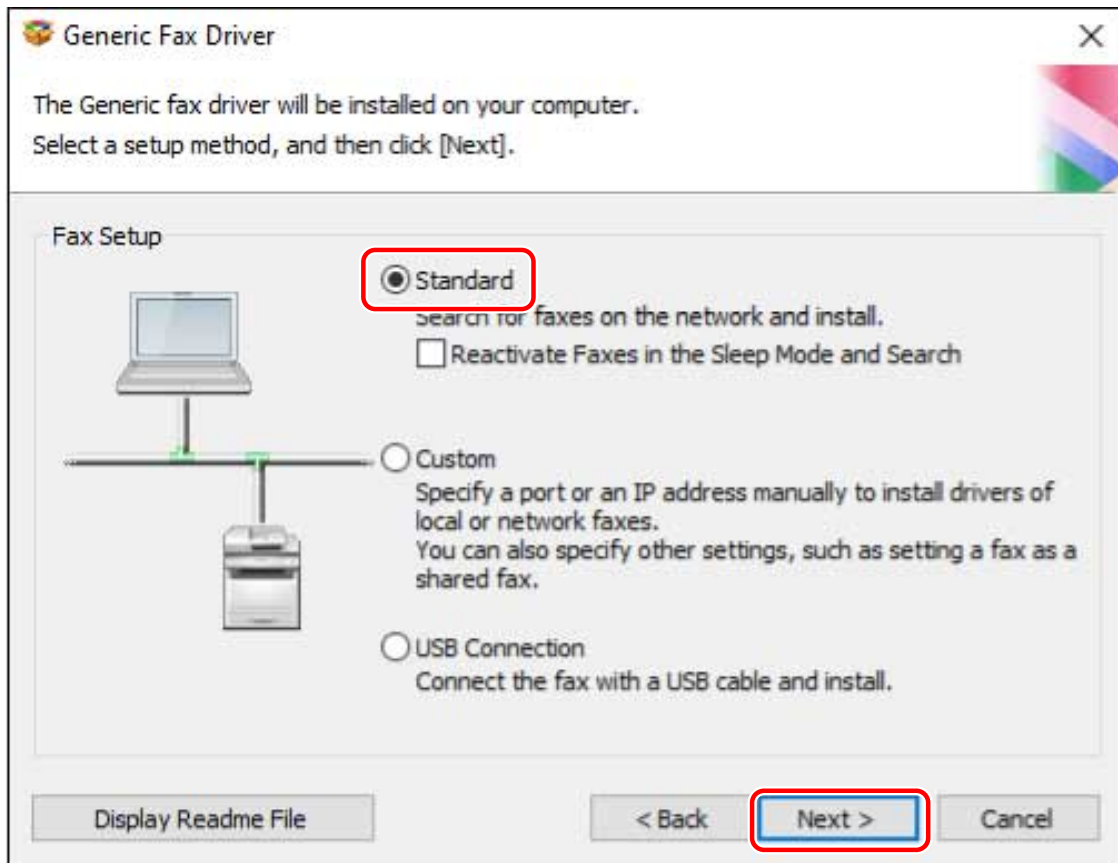 Generic Fax Driver
The Generic fax driver will be installed on your computer.
Select a setup method, and then click [Next].
Fax Setup
Standard
Search for faxes on the network and install.
Reactivate Faxes in the Sleep Mode and Search
Custom
Specify a port or an IP address manually to install drivers of
local or network faxes.
You can also specify other settings, such as setting a fax as a
shared fax.
USB Connection
Connect the fax with a USB cable and install.
Display Readme File
< Back
Next >
Cancel